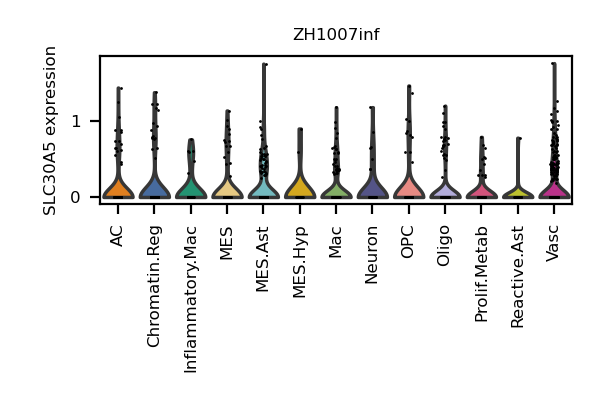 ZH1007inf
SLC30A5 expression
1
0
AC
Chromatin.Reg
Inflammatory.Mac
MES
MES.Ast
MES.Hyp
Mac
Neuron
OPC
Oligo
Prolif.Metab
Reactive.Ast
Vasc